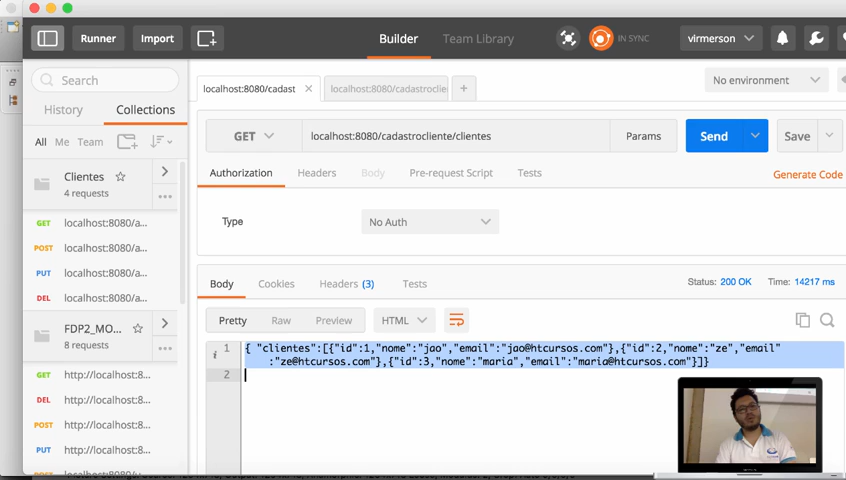 Runner
Import
Builder
Team Library
IN SYNC
virmerson
Search
History
Collections
All Me Team
Clientes
4 requests
GET localhost:8080/a...
POST localhost:8080/a...
PUT localhost:8080/a...
DEL localhost:8080/a...
FDP2_MO...
8 requests
GET http://localhost:8...
DEL http://localhost:8...
PUT http://localhost:8...
PUT http://localhost:8...
localhost:8080/cadast
localhost:8080/cadastroclie
No environment
GET
localhost:8080/cadastrocliente/clientes
Params
Send
Save
Authorization
Headers
Body
Pre-request Script
Tests
Generate Code
Type
No Auth
Body
Cookies
Headers (3)
Tests
Status: 200 OK
Time: 14217 ms
Pretty
Raw
Preview
HTML
1 { "clientes":[{"id":1,"nome":"jao","email":"jao@htcursos.com"},{"id":2,"nome":"ze","email"
:"ze@htcursos.com"},{"id":3,"nome":"maria","email":"maria@htcursos.com"}]}
2